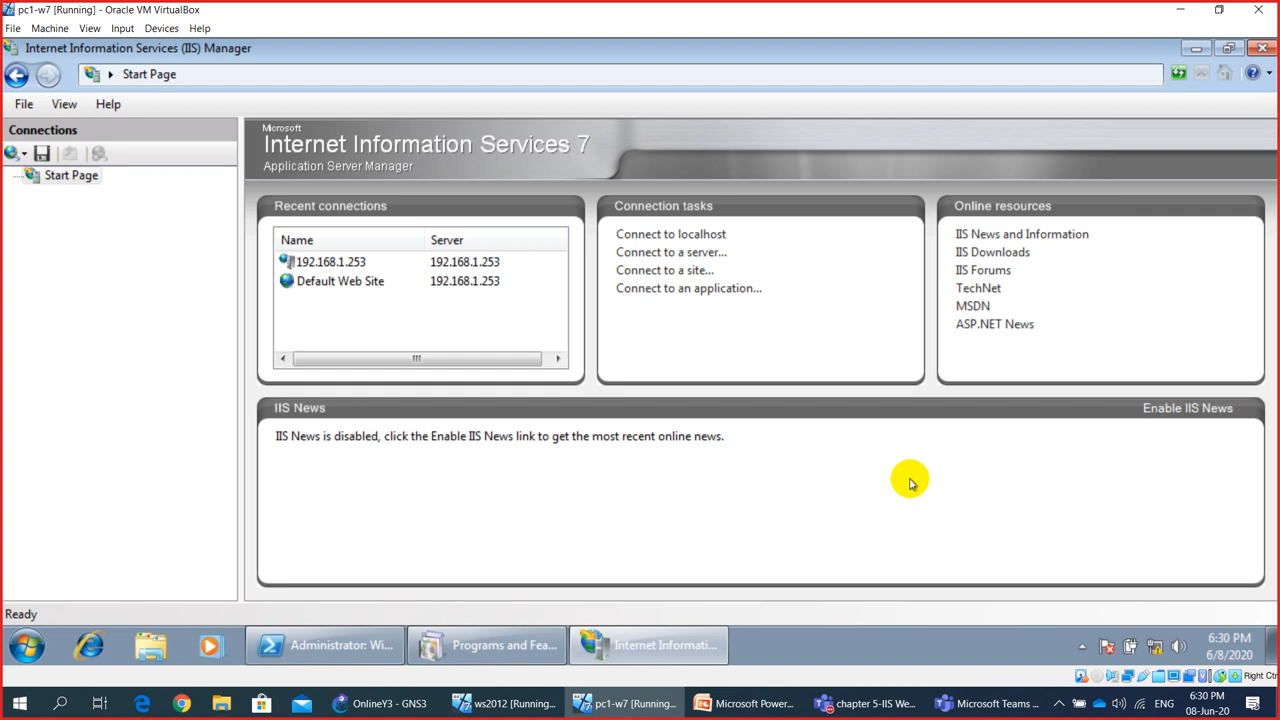 pc1-w7 [Running] - Oracle VM VirtualBox
File Machine View Input Devices Help
Internet Information Services (IIS) Manager
Start Page
File View Help
Connections
Start Page
Microsoft
Internet Information Services 7
Application Server Manager
Recent connections
Name Server
192.168.1.253 192.168.1.253
Default Web Site 192.168.1.253
Connection tasks
Connect to localhost
Connect to a server...
Connect to a site...
Connect to an application...
Online resources
IIS News and Information
IIS Downloads
IIS Forums
TechNet
MSDN
ASP.NET News
IIS News Enable IIS News
IIS News is disabled, click the Enable IIS News link to get the most recent online news.
Ready
Administrator: Wi... Programs and Fea... Internet Informati... 6:30 PM
6/8/2020
Right Ctrl
OnlineY3 - GNS3 ws2012 [Running... pc1-w7 [Running... Microsoft Power... chapter 5-IIS We... Microsoft Teams ... ENG 6:30 PM
08-Jun-20